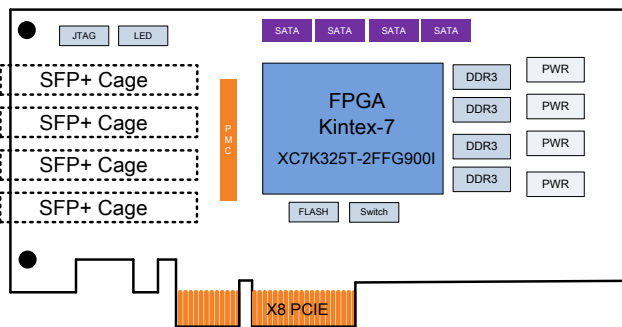 JTAG LED
SATA SATA SATA SATA
SFP+ Cage
SFP+ Cage
SFP+ Cage
SFP+ Cage
PMC
FPGA
Kintex-7
XC7K325T-2FFG900I
DDR3
DDR3
DDR3
DDR3
PWR
PWR
PWR
PWR
FLASH Switch
X8 PCIE